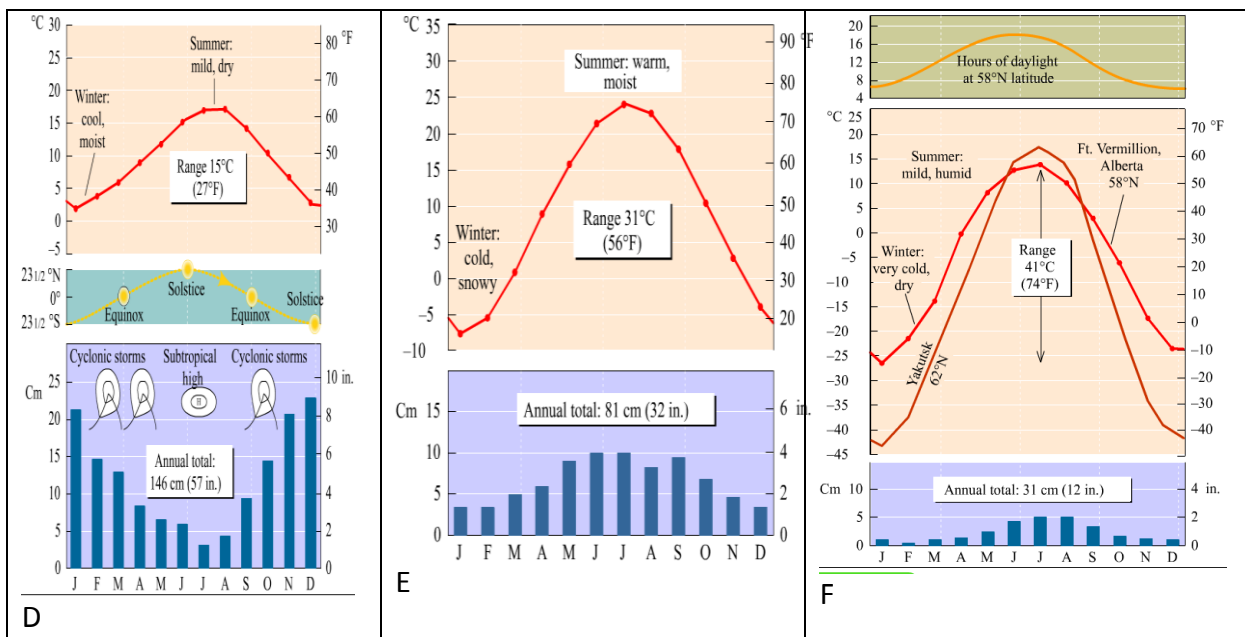 °C
30
25
20
15
10
5
0
–5
°F
80
70
60
50
40
30
Summer:
mild, dry
Winter:
cool,
moist
Range 15°C
(27°F)
23 1/2 °N
0°
23 1/2 °S
Equinox
Solstice
Equinox
Solstice
Cyclonic storms
Subtropical
high
Cyclonic storms
H
Cm
25
20
15
10
5
0
10 in.
8
6
4
2
0
Annual total:
146 cm (57 in.)
J F M A M J J A S O N D
D
°C
35
30
25
20
15
10
5
0
–5
–10
°F
90
80
70
60
50
40
30
20
Summer: warm,
moist
Winter:
cold,
snowy
Range 31°C
(56°F)
Cm
15
10
5
0
6 in.
4
2
0
Annual total: 81 cm (32 in.)
J F M A M J J A S O N D
E
20
16
12
8
4
Hours of daylight
at 58°N latitude
°C
25
20
15
10
5
0
–5
–10
–15
–20
–25
–30
–35
–40
–45
°F
70
60
50
40
30
20
10
0
–10
–20
–30
–40
Summer:
mild, humid
Ft. Vermillion,
Alberta
58°N
Winter:
very cold,
dry
Range
41°C
(74°F)
Yakutsk
62°N
Cm
10
5
0
4 in.
2
0
Annual total: 31 cm (12 in.)
J F M A M J J A S O N D
F